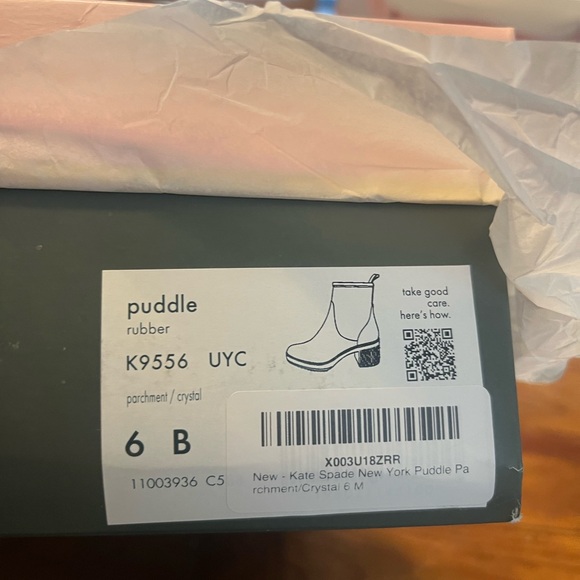 puddle
rubber
K9556 UYC
parchment / crystal
6 B
11003936 C5
take good
care.
here's how.
X003U18ZRR
New - Kate Spade New York Puddle Pa
rchment/Crystal 6 M